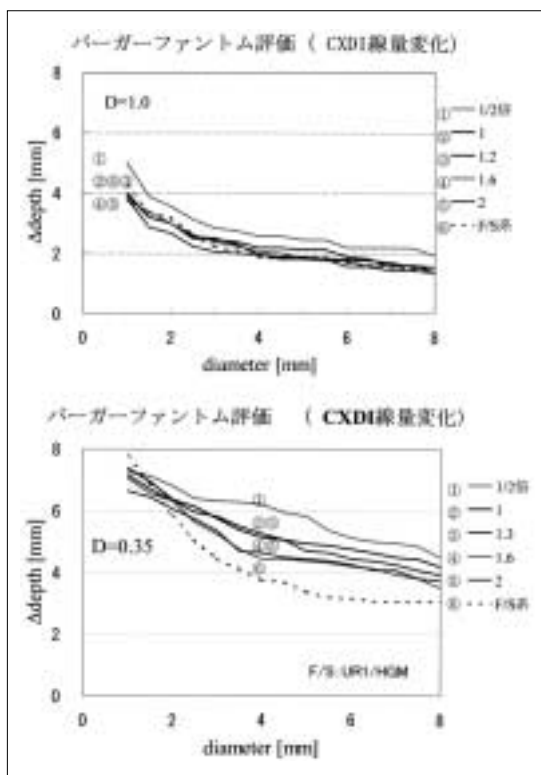 バーガーファントム評価 ( CXDI線量変化)
D=1.0
8
6
4
2
0
Δdepth [mm]
①
②
④
0 2 4 6 8
diameter [mm]
① 1/2倍
② 1
③ 1.2
④ 1.6
⑤ 2
⑥ F/S系
バーガーファントム評価 ( CXDI線量変化)
D=0.35
8
6
4
2
0
Δdepth [mm]
①
0 2 4 6 8
diameter [mm]
F/S:UR1/HGM
① 1/2倍
② 1
③ 1.3
④ 1.6
⑤ 2
⑥ F/S系